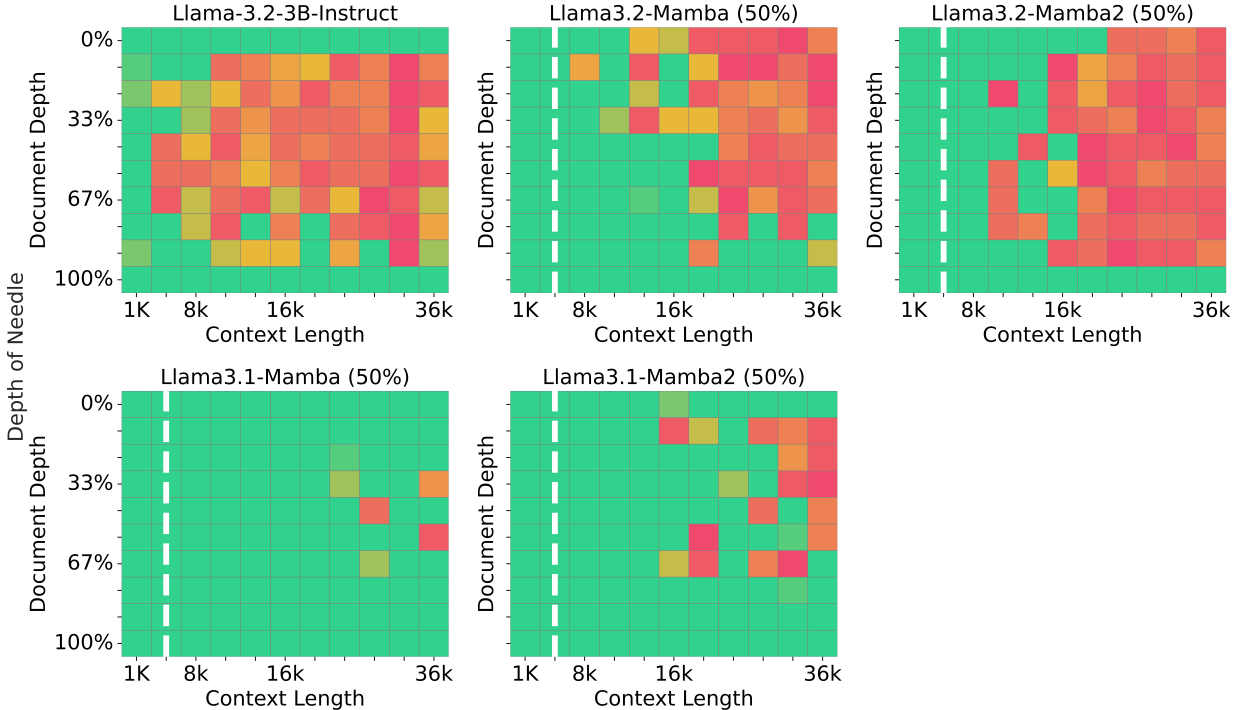 Llama-3.2-3B-Instruct
Llama3.2-Mamba (50%)
Llama3.2-Mamba2 (50%)
0%
33%
67%
100%
Document Depth
Document Depth
Document Depth
1K 8k 16k 36k
1K 8k 16k 36k
1K 8k 16k 36k
Context Length
Context Length
Context Length
Depth of Needle
Llama3.1-Mamba (50%)
Llama3.1-Mamba2 (50%)
0%
33%
67%
100%
Document Depth
Document Depth
1K 8k 16k 36k
1K 8k 16k 36k
Context Length
Context Length